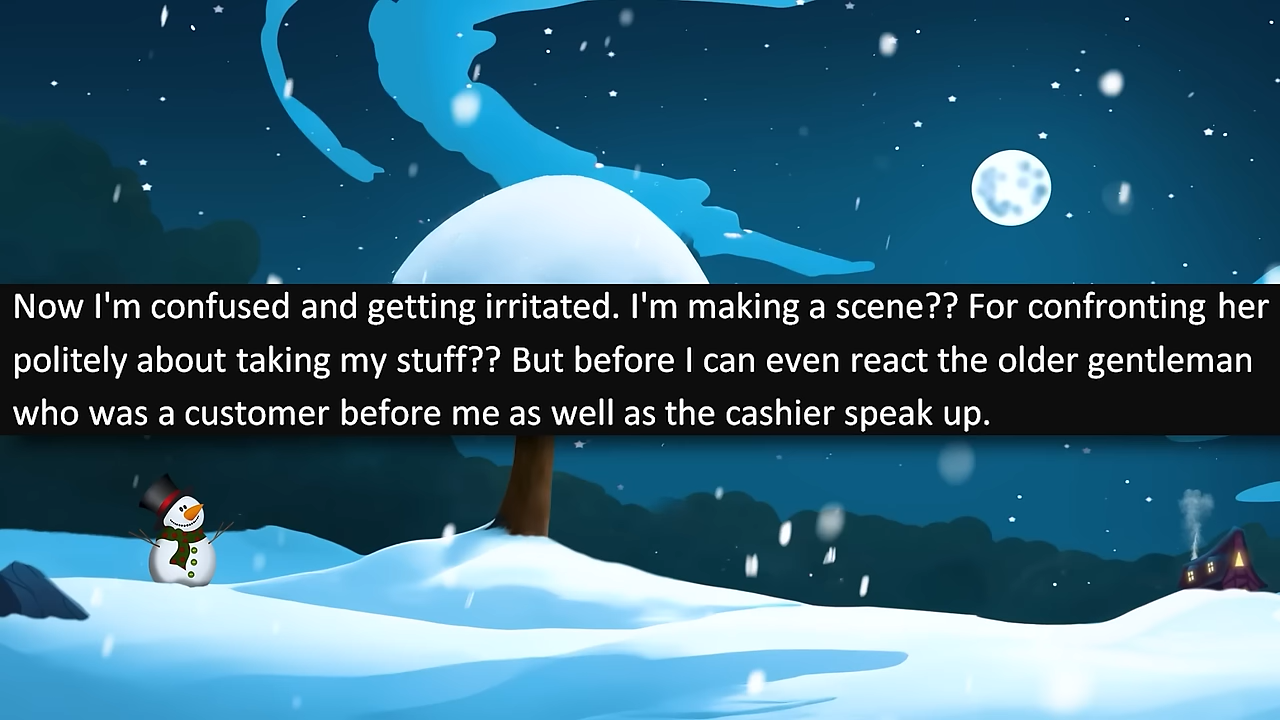 Now I'm confused and getting irritated. I'm making a scene?? For confronting her
politely about taking my stuff?? But before I can even react the older gentleman
who was a customer before me as well as the cashier speak up.